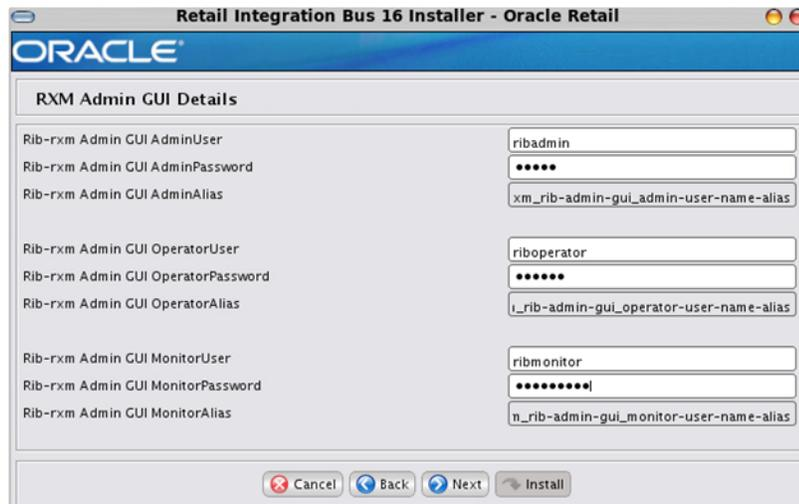 Retail Integration Bus 16 Installer - Oracle Retail
ORACLE®
RXM Admin GUI Details
Rib-rxm Admin GUI AdminUser ribadmin
Rib-rxm Admin GUI AdminPassword •••••
Rib-rxm Admin GUI AdminAlias xm_rib-admin-gui_admin-user-name-alias
Rib-rxm Admin GUI OperatorUser riboperator
Rib-rxm Admin GUI OperatorPassword ••••••
Rib-rxm Admin GUI OperatorAlias _rib-admin-gui_operator-user-name-alias
Rib-rxm Admin GUI MonitorUser ribmonitor
Rib-rxm Admin GUI MonitorPassword •••••••••
Rib-rxm Admin GUI MonitorAlias n_rib-admin-gui_monitor-user-name-alias
Cancel Back Next Install